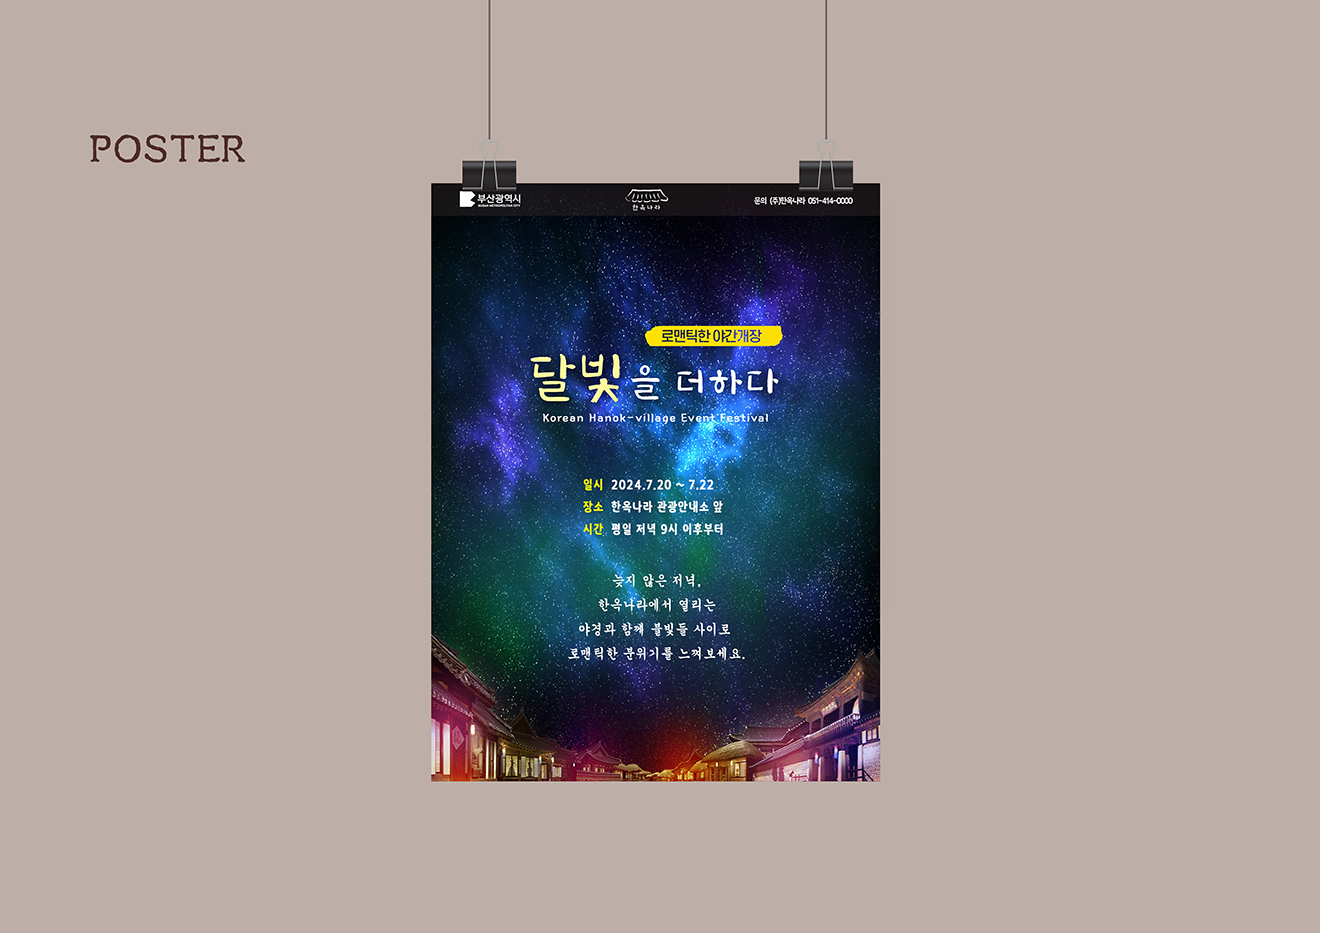 POSTER
부산광역시
BUSAN METROPOLITAN CITY
한옥나라
문의 (주)한옥나라 051-414-0000
로맨틱한 야간개장
달빛을 더하다
Korean Hanok-village Event Festival
일시 2024.7.20 ~ 7.22
장소 한옥나라 관광안내소 앞
시간 평일 저녁 9시 이후부터
늦지 않은 저녁,
한옥나라에서 열리는
야경과 함께 불빛들 사이로
로맨틱한 분위기를 느껴보세요.